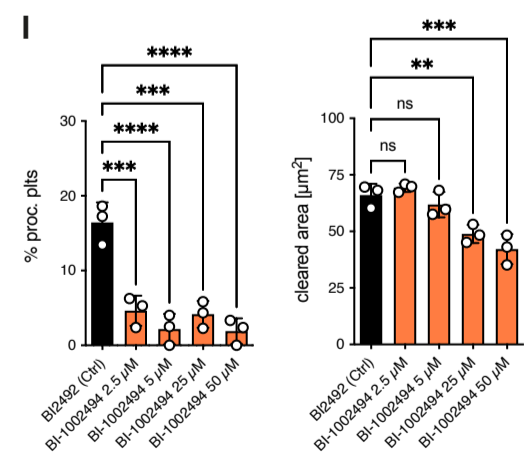 I
****
***
****
***
% proc. plts
30
20
10
0
BI2492 (Ctrl)
BI-1002494 2.5 µM
BI-1002494 5 µM
BI-1002494 25 µM
BI-1002494 50 µM
***
**
ns
ns
cleared area [µm²]
100
75
50
25
0
BI2492 (Ctrl)
BI-1002494 2.5 µM
BI-1002494 5 µM
BI-1002494 25 µM
BI-1002494 50 µM